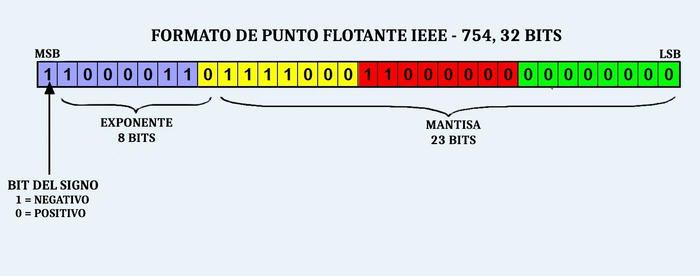 FORMATO DE PUNTO FLOTANTE IEEE - 754, 32 BITS
MSB LSB
1 1 0 0 0 0 1 1 0 1 1 1 1 0 0 0 1 1 0 0 0 0 0 0 0 0 0 0 0 0 0 0
EXPONENTE
8 BITS
MANTISA
23 BITS
BIT DEL SIGNO
1 = NEGATIVO
0 = POSITIVO